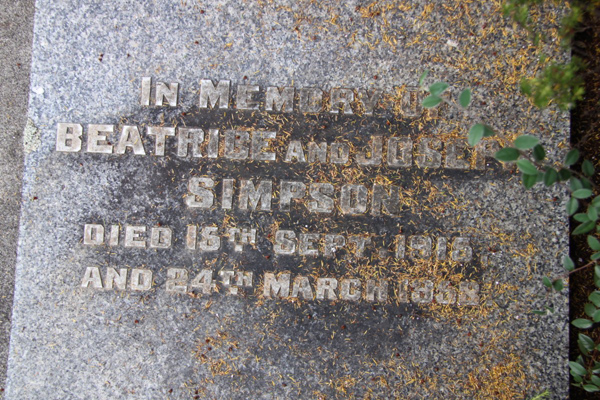 IN MEMORY OF
BEATRICE AND JOSEPH
SIMPSON
DIED 15TH SEPT. 1915
AND 24TH MARCH